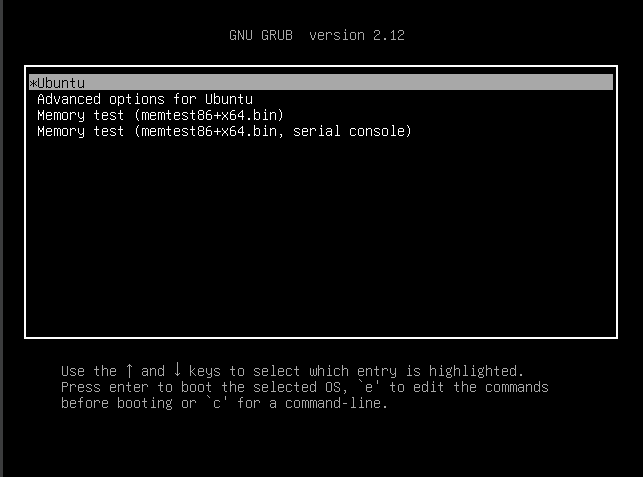 GNU GRUB  version 2.12
*Ubuntu
Advanced options for Ubuntu
Memory test (memtest86+x64.bin)
Memory test (memtest86+x64.bin, serial console)
Use the ↑ and ↓ keys to select which entry is highlighted.
Press enter to boot the selected OS, `e' to edit the commands
before booting or `c' for a command-line.